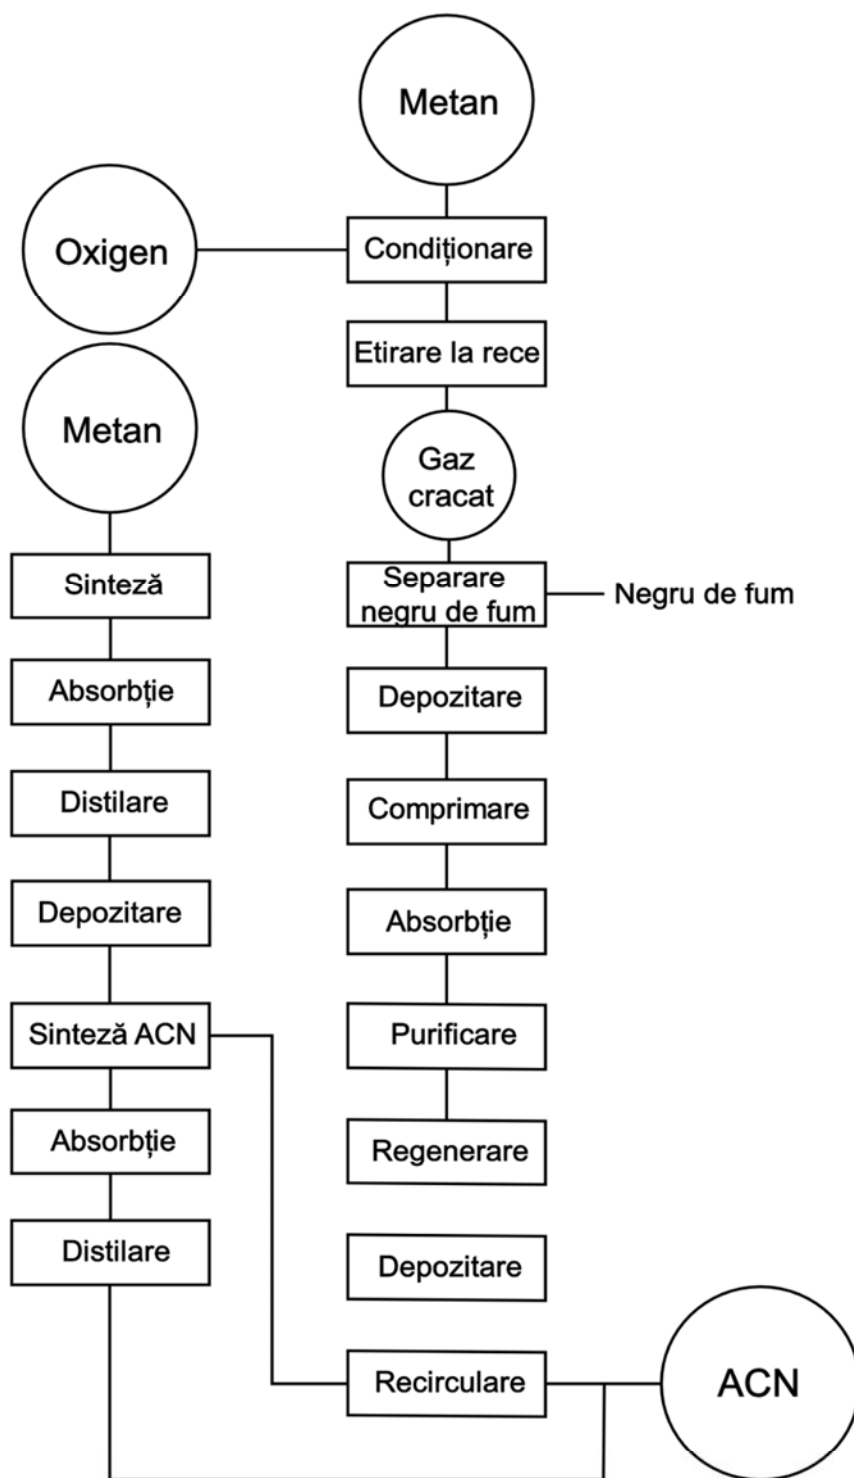 Metan
Oxigen
Condiționare
Etirare la rece
Metan
Gaz
cracat
Sinteză
Separare
negru de fum
Negru de fum
Absorbție
Depozitare
Distilare
Comprimare
Depozitare
Absorbție
Sinteză ACN
Purificare
Absorbție
Regenerare
Distilare
Depozitare
Recirculare
ACN